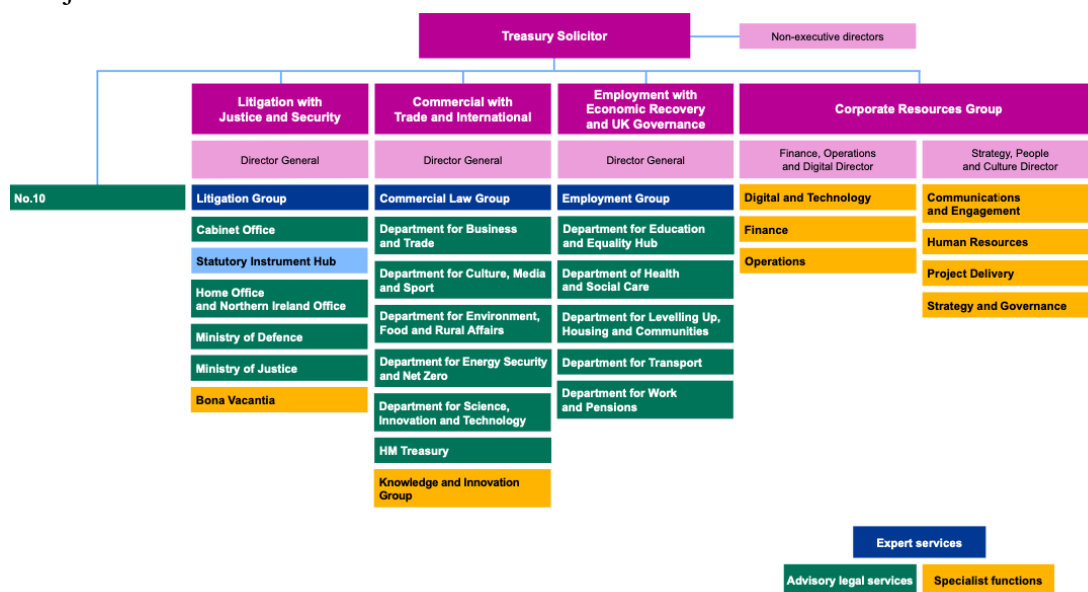 Treasury Solicitor
Non-executive directors
Litigation with
Justice and Security
Commercial with
Trade and International
Employment with
Economic Recovery
and UK Governance
Corporate Resources Group
Director General
Director General
Director General
Finance, Operations
and Digital Director
Strategy, People
and Culture Director
No.10
Litigation Group
Cabinet Office
Statutory Instrument Hub
Home Office
and Northern Ireland Office
Ministry of Defence
Ministry of Justice
Bona Vacantia
Commercial Law Group
Department for Business
and Trade
Department for Culture, Media
and Sport
Department for Environment,
Food and Rural Affairs
Department for Energy Security
and Net Zero
Department for Science,
Innovation and Technology
HM Treasury
Knowledge and Innovation
Group
Employment Group
Department for Education
and Equality Hub
Department of Health
and Social Care
Department for Levelling Up,
Housing and Communities
Department for Transport
Department for Work
and Pensions
Digital and Technology
Finance
Operations
Communications
and Engagement
Human Resources
Project Delivery
Strategy and Governance
Expert services
Advisory legal services
Specialist functions